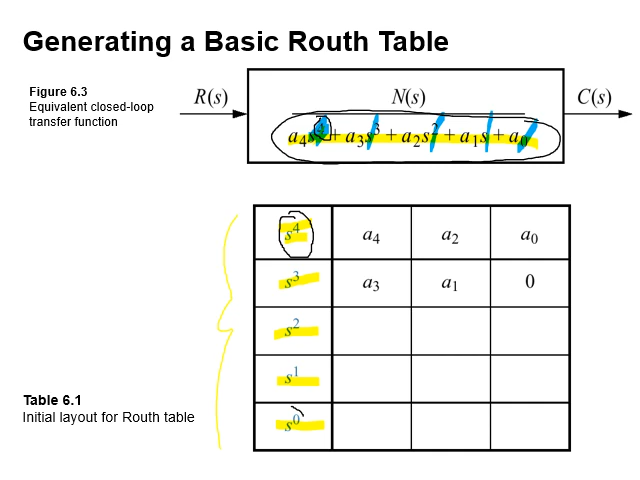 Generating a Basic Routh Table
Figure 6.3
Equivalent closed-loop
transfer function
R(s)
N(s)
C(s)
a₄s⁴ + a₃s³ + a₂s² + a₁s + a₀
s⁴ a₄ a₂ a₀
s³ a₃ a₁ 0
s²
s¹
s⁰
Table 6.1
Initial layout for Routh table